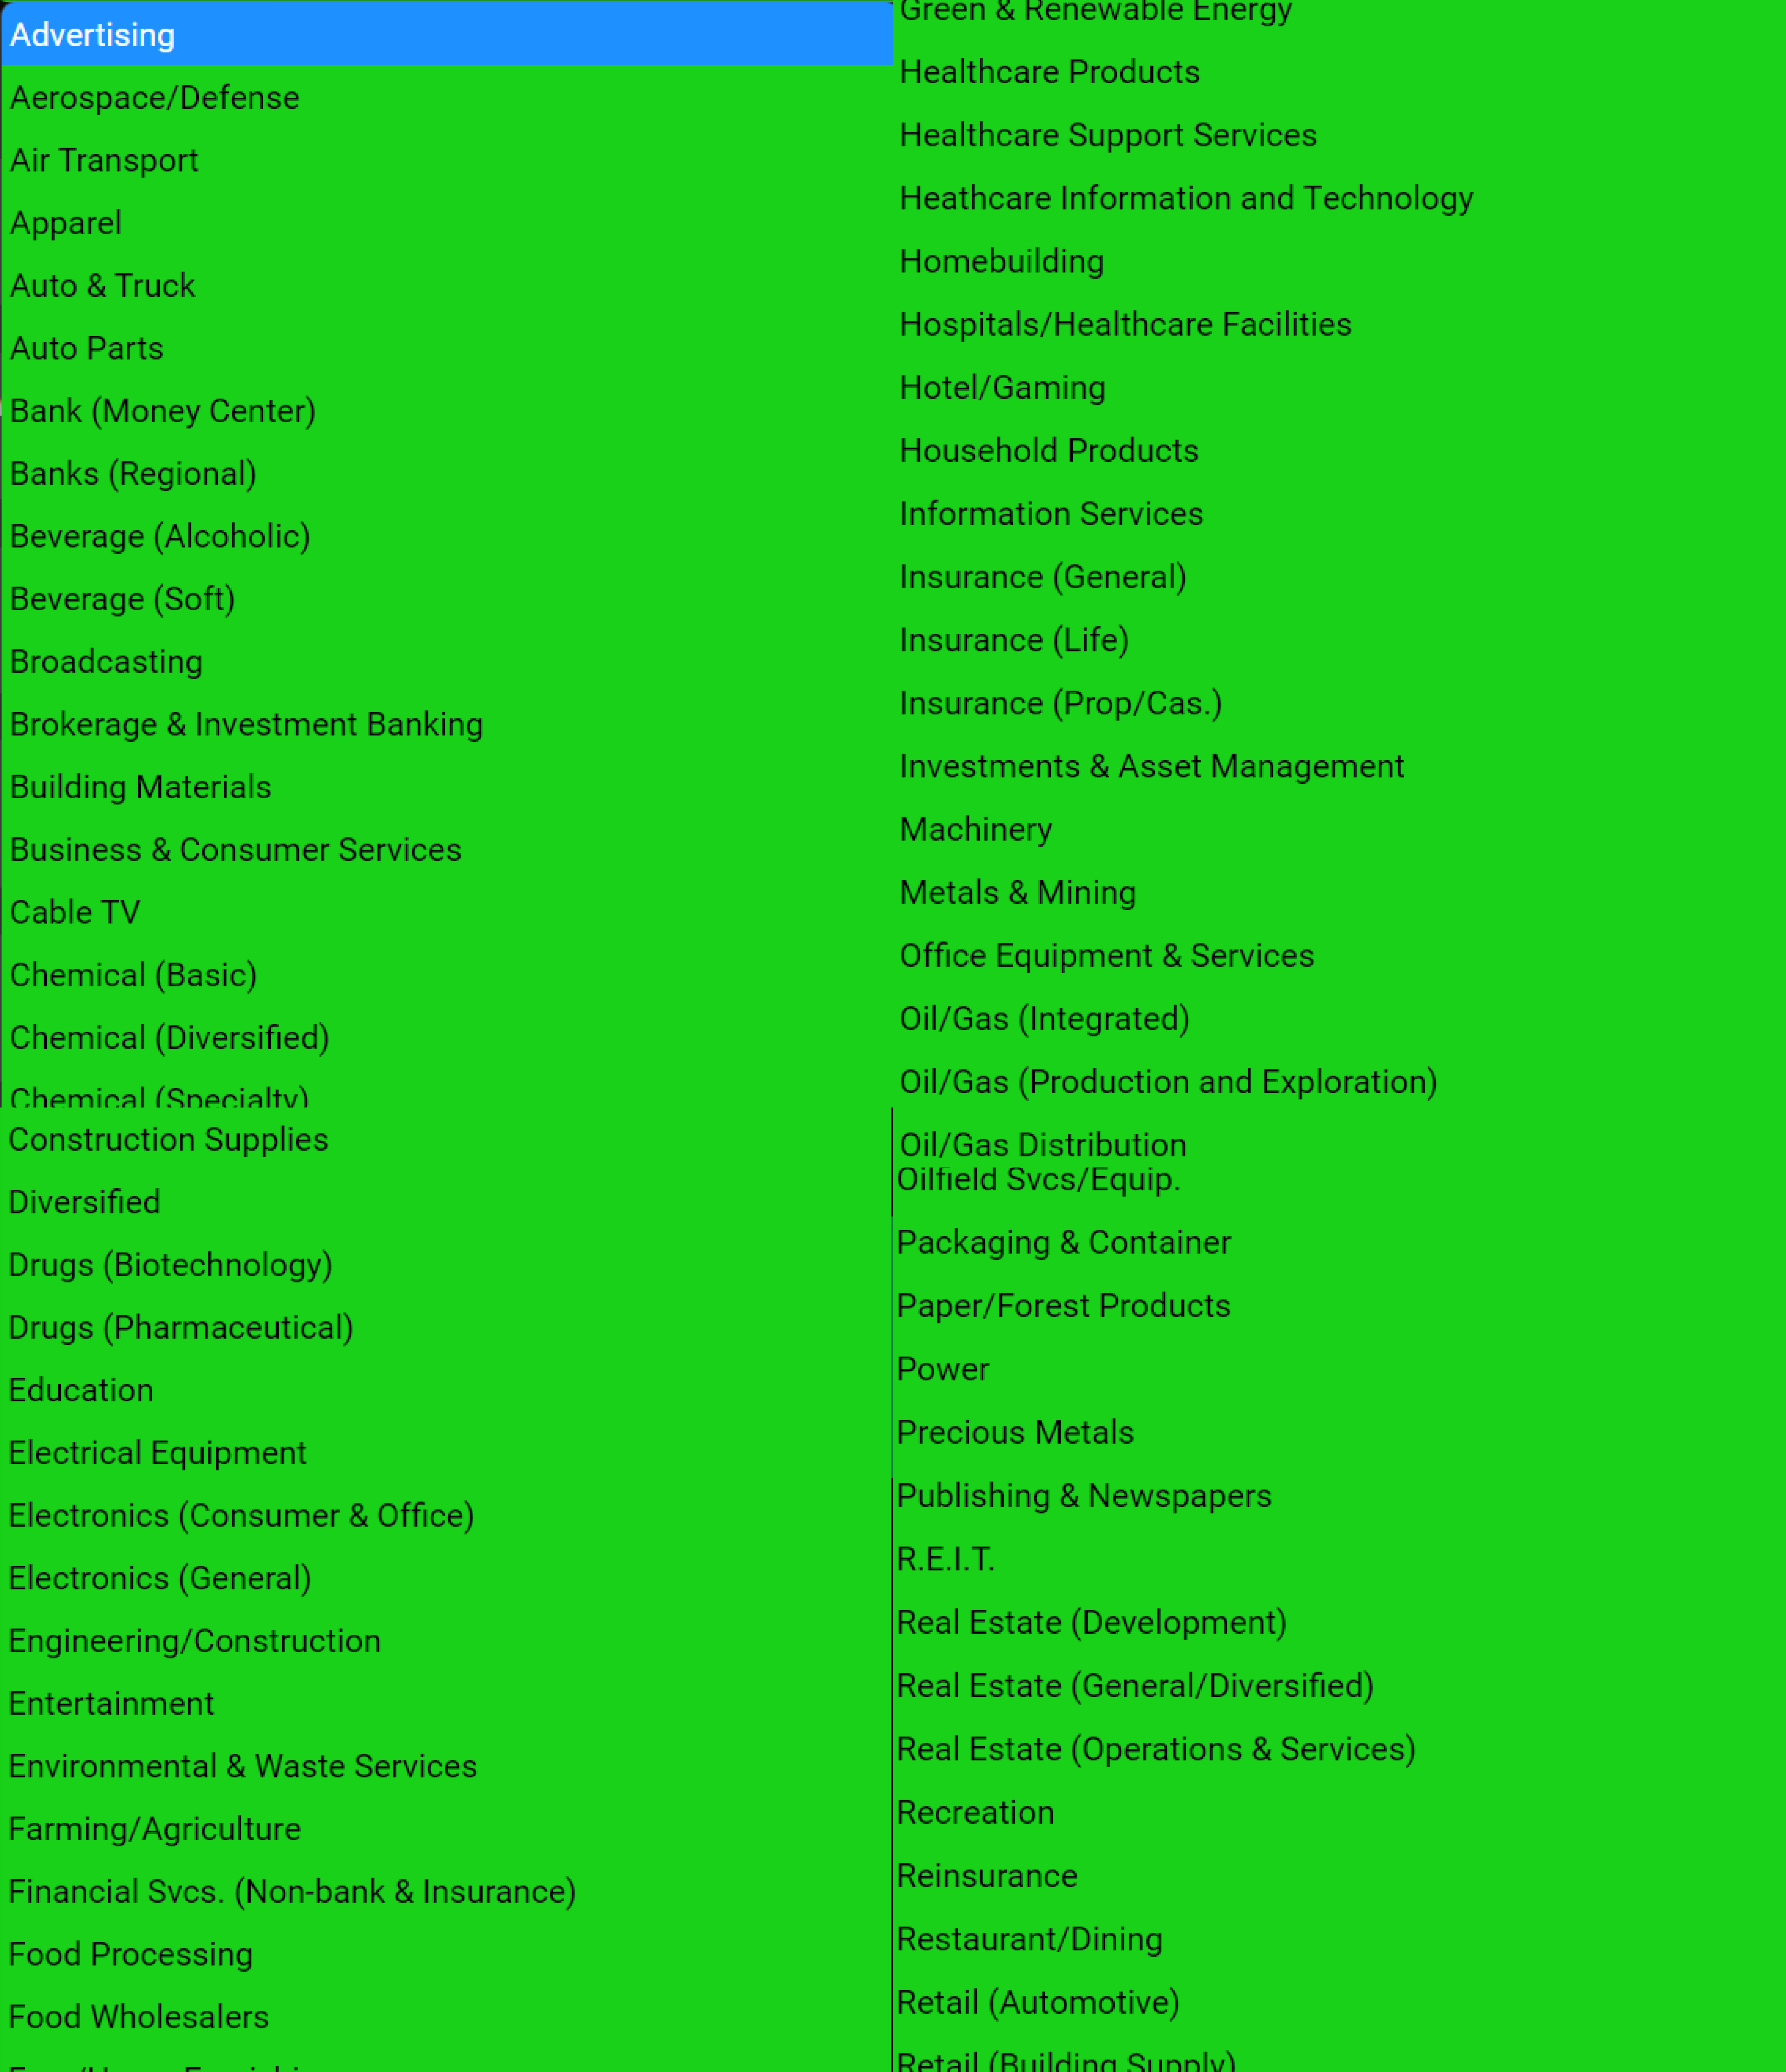 Advertising
Aerospace/Defense
Air Transport
Apparel
Auto & Truck
Auto Parts
Bank (Money Center)
Banks (Regional)
Beverage (Alcoholic)
Beverage (Soft)
Broadcasting
Brokerage & Investment Banking
Building Materials
Business & Consumer Services
Cable TV
Chemical (Basic)
Chemical (Diversified)
Chemical (Specialty)
Construction Supplies
Diversified
Drugs (Biotechnology)
Drugs (Pharmaceutical)
Education
Electrical Equipment
Electronics (Consumer & Office)
Electronics (General)
Engineering/Construction
Entertainment
Environmental & Waste Services
Farming/Agriculture
Financial Svcs. (Non-bank & Insurance)
Food Processing
Food Wholesalers
Green & Renewable Energy
Healthcare Products
Healthcare Support Services
Heathcare Information and Technology
Homebuilding
Hospitals/Healthcare Facilities
Hotel/Gaming
Household Products
Information Services
Insurance (General)
Insurance (Life)
Insurance (Prop/Cas.)
Investments & Asset Management
Machinery
Metals & Mining
Office Equipment & Services
Oil/Gas (Integrated)
Oil/Gas (Production and Exploration)
Oil/Gas Distribution
Oilfield Svcs/Equip.
Packaging & Container
Paper/Forest Products
Power
Precious Metals
Publishing & Newspapers
R.E.I.T.
Real Estate (Development)
Real Estate (General/Diversified)
Real Estate (Operations & Services)
Recreation
Reinsurance
Restaurant/Dining
Retail (Automotive)
Retail (Building Supply)